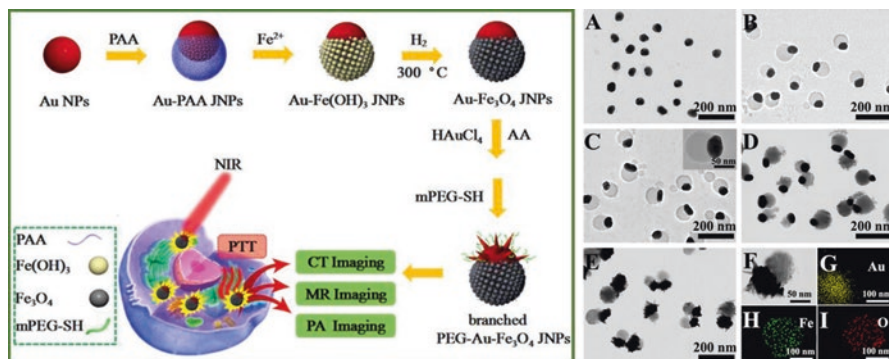 PAA
Fe²⁺
H₂
300 °C
Au NPs
Au-PAA JNPs
Au-Fe(OH)₃ JNPs
Au-Fe₃O₄ JNPs
HAuCl₄ AA
mPEG-SH
NIR
PTT
CT Imaging
MR Imaging
PA Imaging
branched
PEG-Au-Fe₃O₄ JNPs
PAA
Fe(OH)₃
Fe₃O₄
mPEG-SH
A
200 nm
B
200 nm
C
50 nm
200 nm
D
200 nm
E
200 nm
F
50 nm
G
Au
100 nm
H
Fe
100 nm
I
O
100 nm